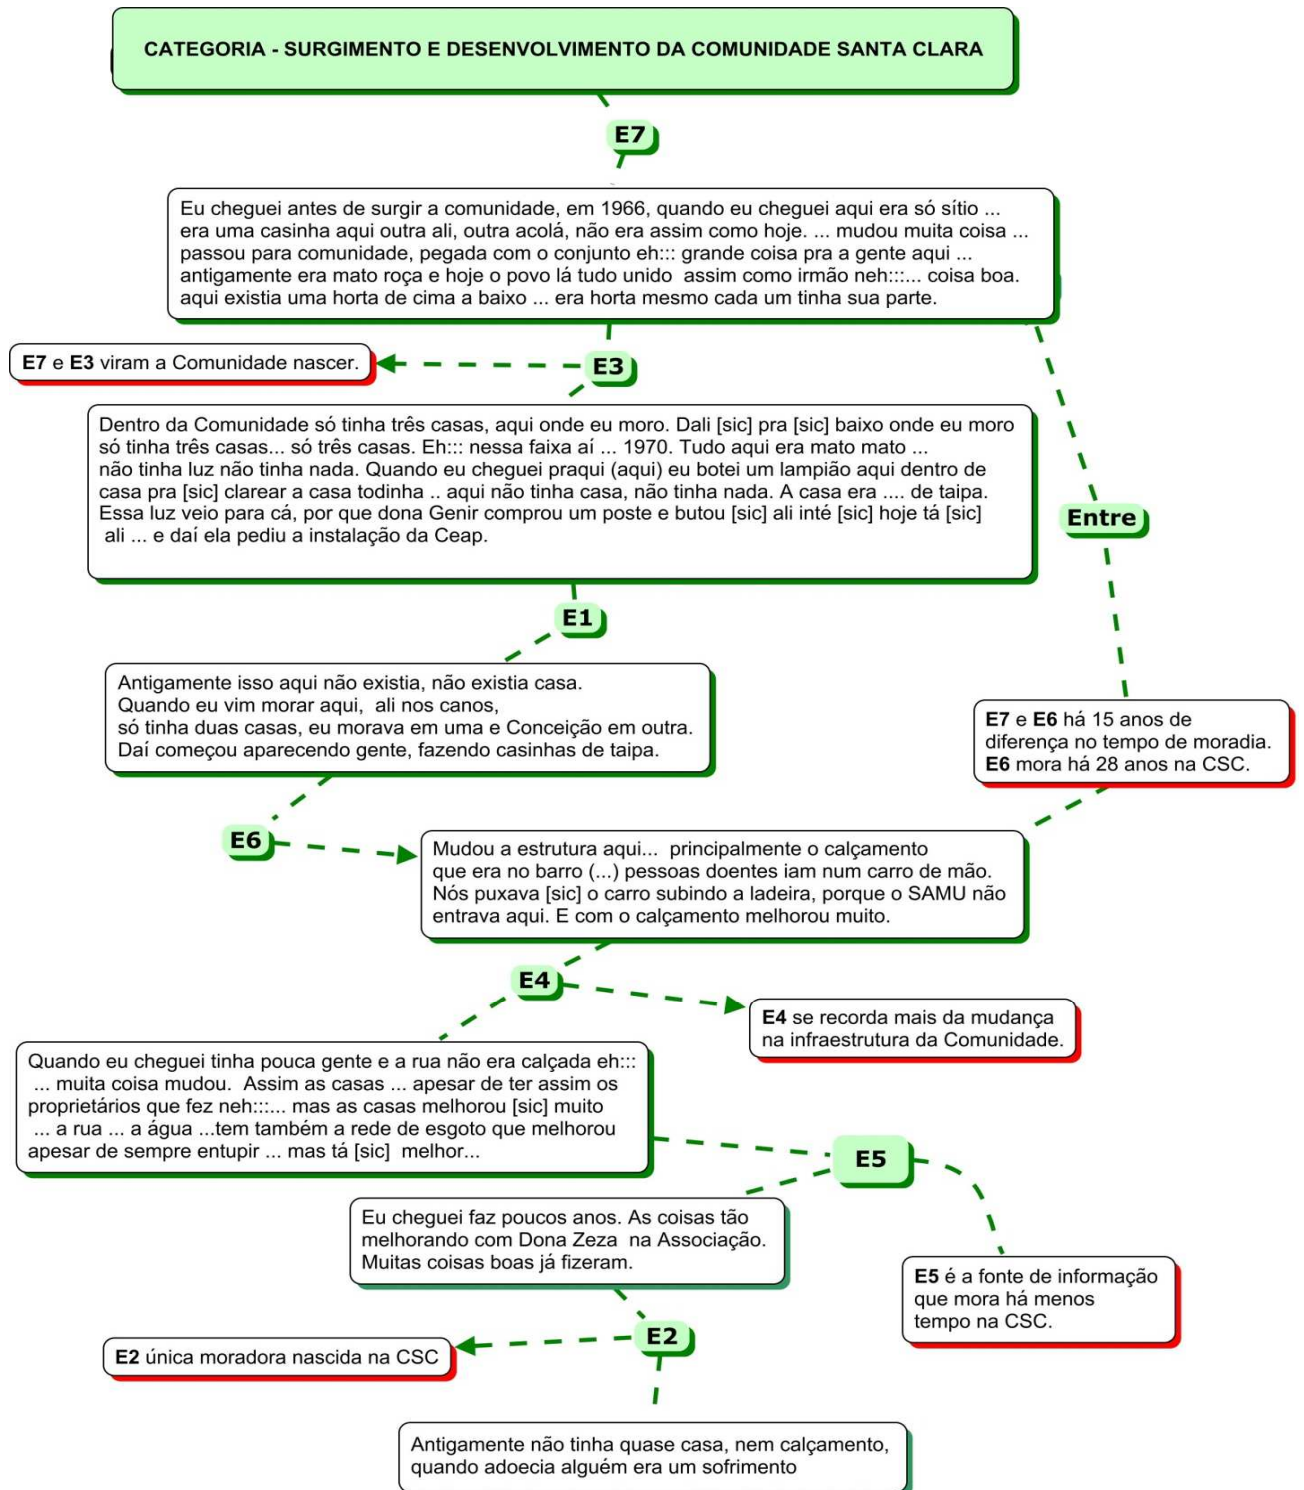 CATEGORIA - SURGIMENTO E DESENVOLVIMENTO DA COMUNIDADE SANTA CLARA
E7
Eu cheguei antes de surgir a comunidade, em 1966, quando eu cheguei aqui era só sítio ...
era uma casinha aqui outra ali, outra acolá, não era assim como hoje. ... mudou muita coisa ...
passou para comunidade, pegada com o conjunto eh::: grande coisa pra a gente aqui ...
antigamente era mato roça e hoje o povo lá tudo unido assim como irmão neh:::... coisa boa.
aqui existia uma horta de cima a baixo ... era horta mesmo cada um tinha sua parte.
E7 e E3 viram a Comunidade nascer.
E3
Dentro da Comunidade só tinha três casas, aqui onde eu moro. Dali [sic] pra [sic] baixo onde eu moro
só tinha três casas... só três casas. Eh::: nessa faixa aí ... 1970. Tudo aqui era mato mato ...
não tinha luz não tinha nada. Quando eu cheguei praqui (aqui) eu botei um lampião aqui dentro de
casa pra [sic] clarear a casa todinha .. aqui não tinha casa, não tinha nada. A casa era .... de taipa.
Essa luz veio para cá, por que dona Genir comprou um poste e butou [sic] ali inté [sic] hoje tá [sic]
ali ... e daí ela pediu a instalação da Ceap.
Entre
E1
Antigamente isso aqui não existia, não existia casa.
Quando eu vim morar aqui, ali nos canos,
só tinha duas casas, eu morava em uma e Conceição em outra.
Daí começou aparecendo gente, fazendo casinhas de taipa.
E7 e E6 há 15 anos de
diferença no tempo de moradia.
E6 mora há 28 anos na CSC.
E6
Mudou a estrutura aqui... principalmente o calçamento
que era no barro (...) pessoas doentes iam num carro de mão.
Nós puxava [sic] o carro subindo a ladeira, porque o SAMU não
entrava aqui. E com o calçamento melhorou muito.
E4
E4 se recorda mais da mudança
na infraestrutura da Comunidade.
Quando eu cheguei tinha pouca gente e a rua não era calçada eh:::
... muita coisa mudou. Assim as casas ... apesar de ter assim os
proprietários que fez neh:::... mas as casas melhorou [sic] muito
... a rua ... a água ...tem também a rede de esgoto que melhorou
apesar de sempre entupir ... mas tá [sic] melhor...
E5
Eu cheguei faz poucos anos. As coisas tão
melhorando com Dona Zeza na Associação.
Muitas coisas boas já fizeram.
E5 é a fonte de informação
que mora há menos
tempo na CSC.
E2
E2 única moradora nascida na CSC
Antigamente não tinha quase casa, nem calçamento,
quando adoecia alguém era um sofrimento